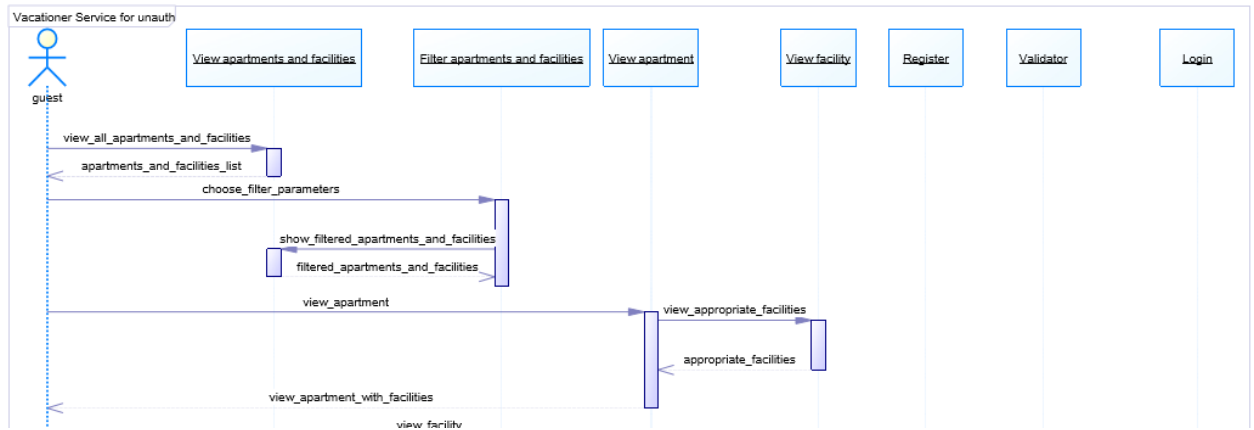 Vacationer Service for unauth
guest
View apartments and facilities
Filter apartments and facilities
View apartment
View facility
Register
Validator
Login
view_all_apartments_and_facilities
apartments_and_facilities_list
choose_filter_parameters
show_filtered_apartments_and_facilities
filtered_apartments_and_facilities
view_apartment
view_appropriate_facilities
appropriate_facilities
view_apartment_with_facilities
view_facility